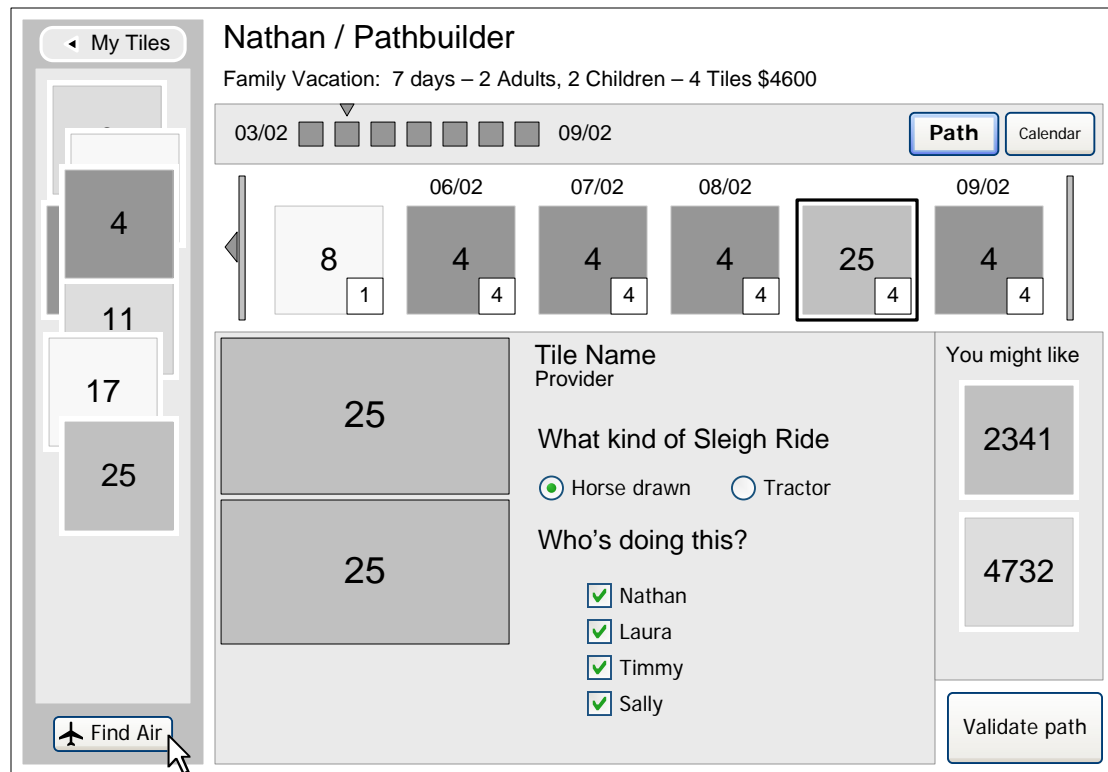 My Tiles
4
11
17
25
Find Air
Nathan / Pathbuilder
Family Vacation:  7 days – 2 Adults, 2 Children – 4 Tiles $4600
03/02
09/02
Path
Calendar
06/02 07/02 08/02 09/02
8 4 4 4 25 4
1 4 4 4 4 4
25
25
Tile Name
Provider
What kind of Sleigh Ride
Horse drawn
Tractor
Who's doing this?
Nathan
Laura
Timmy
Sally
You might like
2341
4732
Validate path